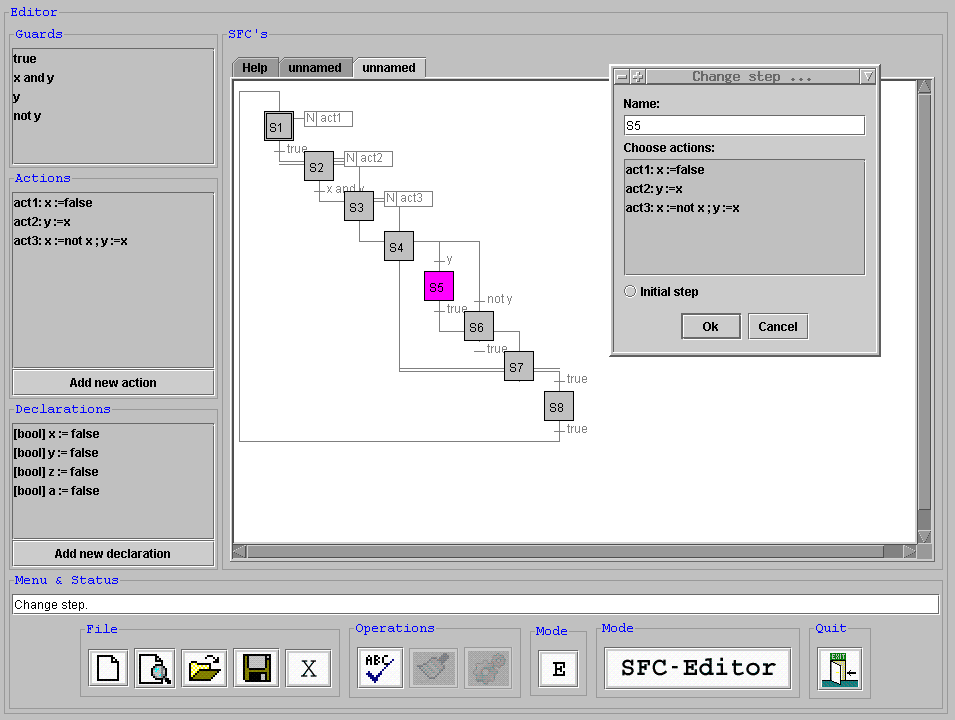 Editor
Guards
true
x and y
y
not y
Actions
act1: x :=false
act2: y :=x
act3: x :=not x ; y :=x
Add new action
Declarations
[bool] x := false
[bool] y := false
[bool] z := false
[bool] a := false
Add new declaration
SFC's
Help
unnamed
unnamed
S1
N act1
true
S2
N act2
x and y
S3
N act3
S4
y
S5
not y
true
S6
true
S7
true
S8
true
Change step ...
Name:
S5
Choose actions:
act1: x :=false
act2: y :=x
act3: x :=not x ; y :=x
Initial step
Ok
Cancel
Menu & Status
Change step.
File
X
Operations
ABC
Mode
E
Mode
SFC-Editor
Quit
EXIT